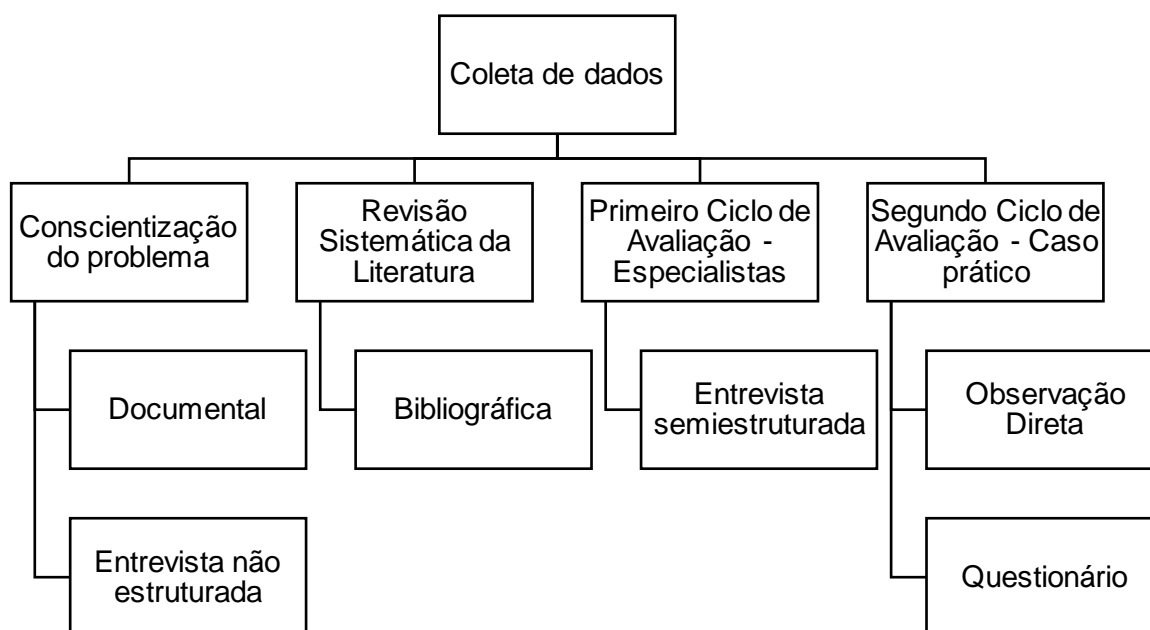 Coleta de dados
Conscientização
do problema
Revisão
Sistemática da
Literatura
Primeiro Ciclo de
Avaliação -
Especialistas
Segundo Ciclo de
Avaliação - Caso
prático
Documental
Bibliográfica
Entrevista
semiestruturada
Observação
Direta
Entrevista não
estruturada
Questionário